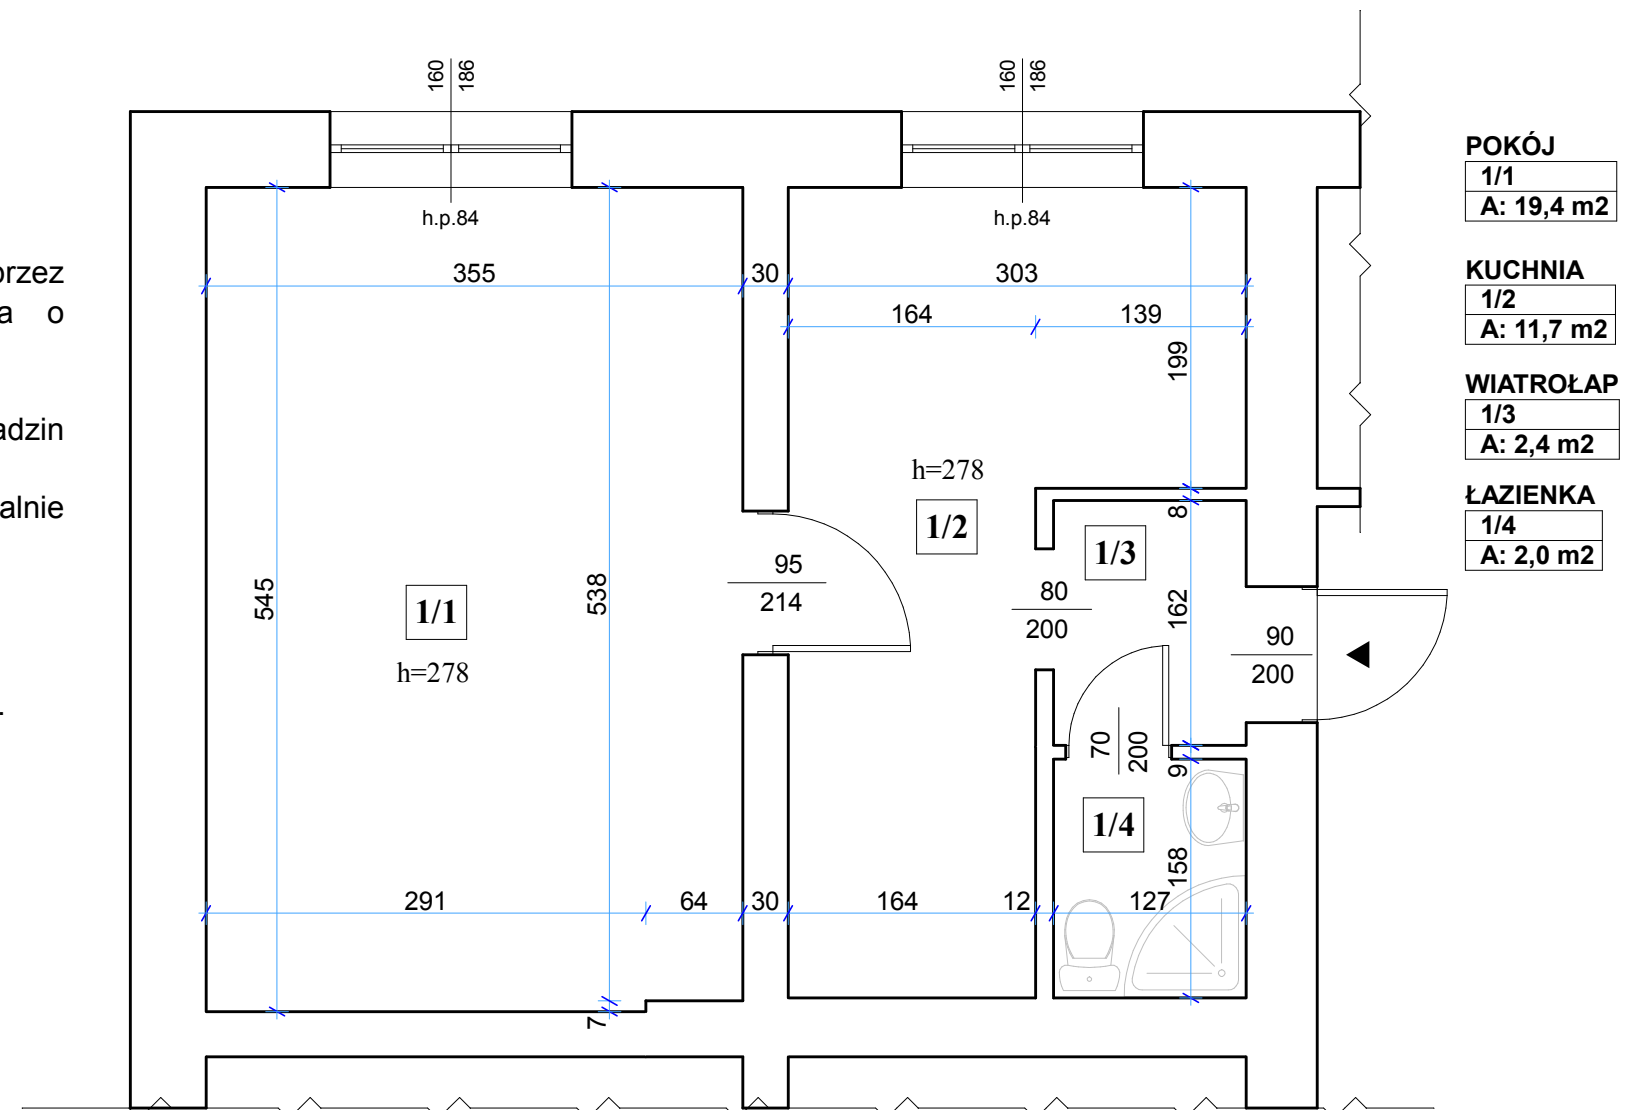 160
186
160
186
h.p.84
h.p.84
355
30
303
164
139
199
8
h=278
1/2
1/3
95
214
80
200
162
90
200
545
538
1/1
h=278
70
200
9
1/4
158
291
64
30
164
12
127
7
przez
a o
adzin
alnie
POKÓJ
1/1
A: 19,4 m2
KUCHNIA
1/2
A: 11,7 m2
WIATROŁAP
1/3
A: 2,4 m2
ŁAZIENKA
1/4
A: 2,0 m2